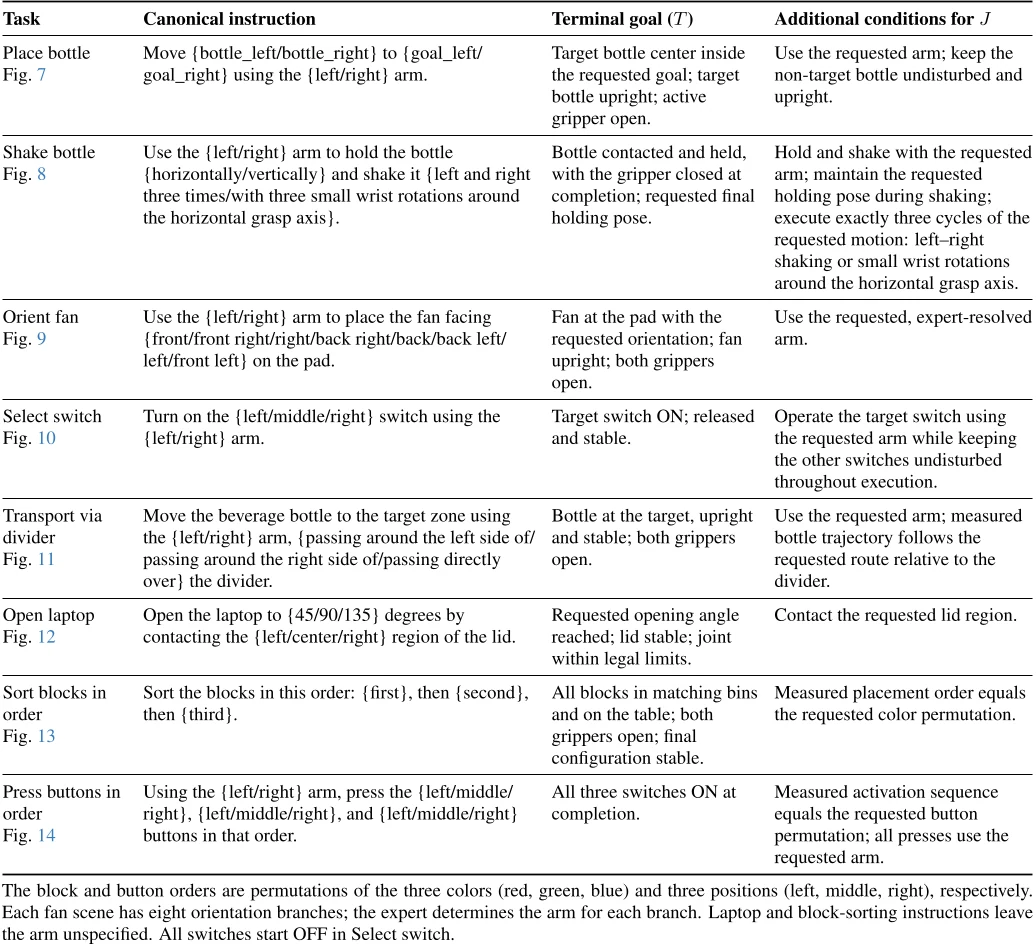 Task Canonical instruction Terminal goal (T) Additional conditions for J
Place bottle
Fig. 7
Move {bottle_left/bottle_right} to {goal_left/
goal_right} using the {left/right} arm.
Target bottle center inside
the requested goal; target
bottle upright; active
gripper open.
Use the requested arm; keep the
non-target bottle undisturbed and
upright.
Shake bottle
Fig. 8
Use the {left/right} arm to hold the bottle
{horizontally/vertically} and shake it {left and right
three times/with three small wrist rotations around
the horizontal grasp axis}.
Bottle contacted and held,
with the gripper closed at
completion; requested final
holding pose.
Hold and shake with the requested
arm; maintain the requested
holding pose during shaking;
execute exactly three cycles of the
requested motion: left–right
shaking or small wrist rotations
around the horizontal grasp axis.
Orient fan
Fig. 9
Use the {left/right} arm to place the fan facing
{front/front right/right/back right/back/back left/
left/front left} on the pad.
Fan at the pad with the
requested orientation; fan
upright; both grippers
open.
Use the requested, expert-resolved
arm.
Select switch
Fig. 10
Turn on the {left/middle/right} switch using the
{left/right} arm.
Target switch ON; released
and stable.
Operate the target switch using
the requested arm while keeping
the other switches undisturbed
throughout execution.
Transport via
divider
Fig. 11
Move the beverage bottle to the target zone using
the {left/right} arm, {passing around the left side of/
passing around the right side of/passing directly
over} the divider.
Bottle at the target, upright
and stable; both grippers
open.
Use the requested arm; measured
bottle trajectory follows the
requested route relative to the
divider.
Open laptop
Fig. 12
Open the laptop to {45/90/135} degrees by
contacting the {left/center/right} region of the lid.
Requested opening angle
reached; lid stable; joint
within legal limits.
Contact the requested lid region.
Sort blocks in
order
Fig. 13
Sort the blocks in this order: {first}, then {second},
then {third}.
All blocks in matching bins
and on the table; both
grippers open; final
configuration stable.
Measured placement order equals
the requested color permutation.
Press buttons in
order
Fig. 14
Using the {left/right} arm, press the {left/middle/
right}, {left/middle/right}, and {left/middle/right}
buttons in that order.
All three switches ON at
completion.
Measured activation sequence
equals the requested button
permutation; all presses use the
requested arm.
The block and button orders are permutations of the three colors (red, green, blue) and three positions (left, middle, right), respectively.
Each fan scene has eight orientation branches; the expert determines the arm for each branch. Laptop and block-sorting instructions leave
the arm unspecified. All switches start OFF in Select switch.